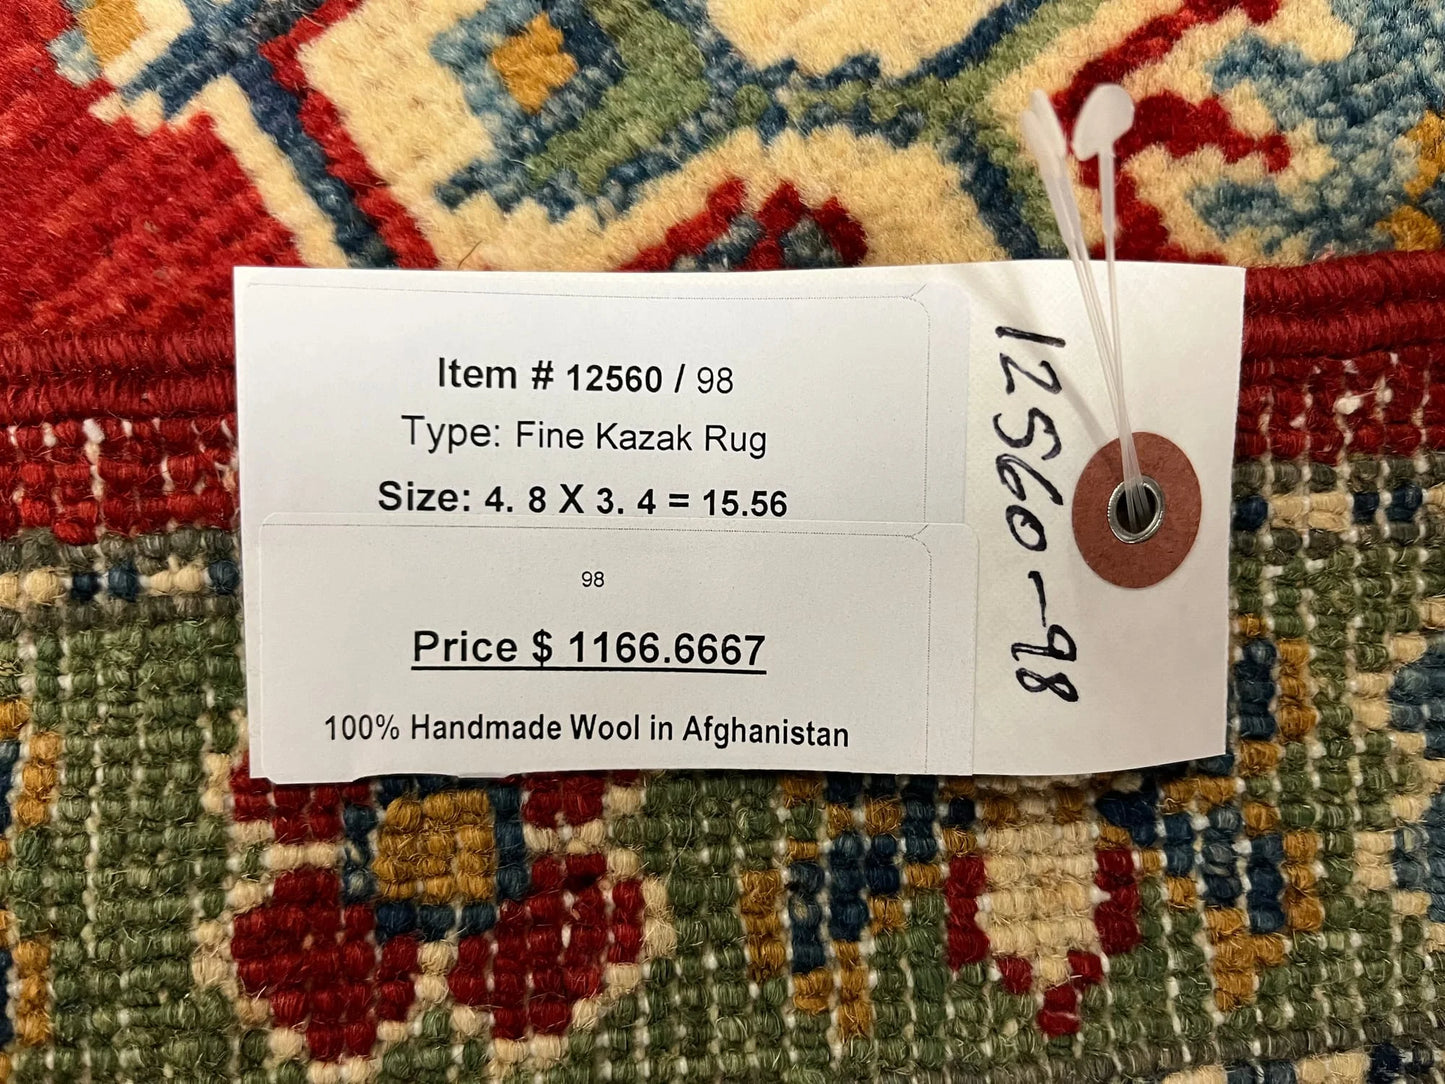 Item # 12560 / 98
Type: Fine Kazak Rug
Size: 4. 8 X 3. 4 = 15.56
98
Price $ 1166.6667
100% Handmade Wool in Afghanistan
12560-98